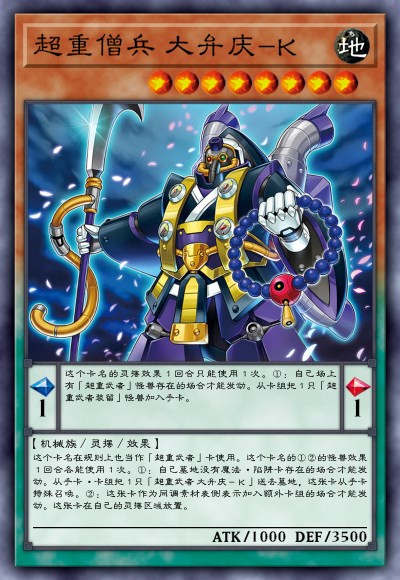 超重僧兵 大弁庆-K
地
这个卡名的灵摆效果1回合只能使用1次。①:自己场上
有「超重武者」怪兽存在的场合才能发动。从卡组把1只「超
重武者装留」怪兽加入手卡。
1
1
【机械族/灵摆/效果】
这个卡名在规则上也当作「超重武者」卡使用。这个卡名的①②的怪兽效果
1回合各能使用1次。①:自己墓地没有魔法·陷阱卡存在的场合才能发
动。从手卡·卡组把1只「超重武者 大弁庆-K」送去墓地,这张卡从手卡
特殊召唤。②:这张卡作为同调素材表侧表示加入额外卡组的场合才能发
动。这张卡在自己的灵摆区域放置。
ATK/1000 DEF/3500